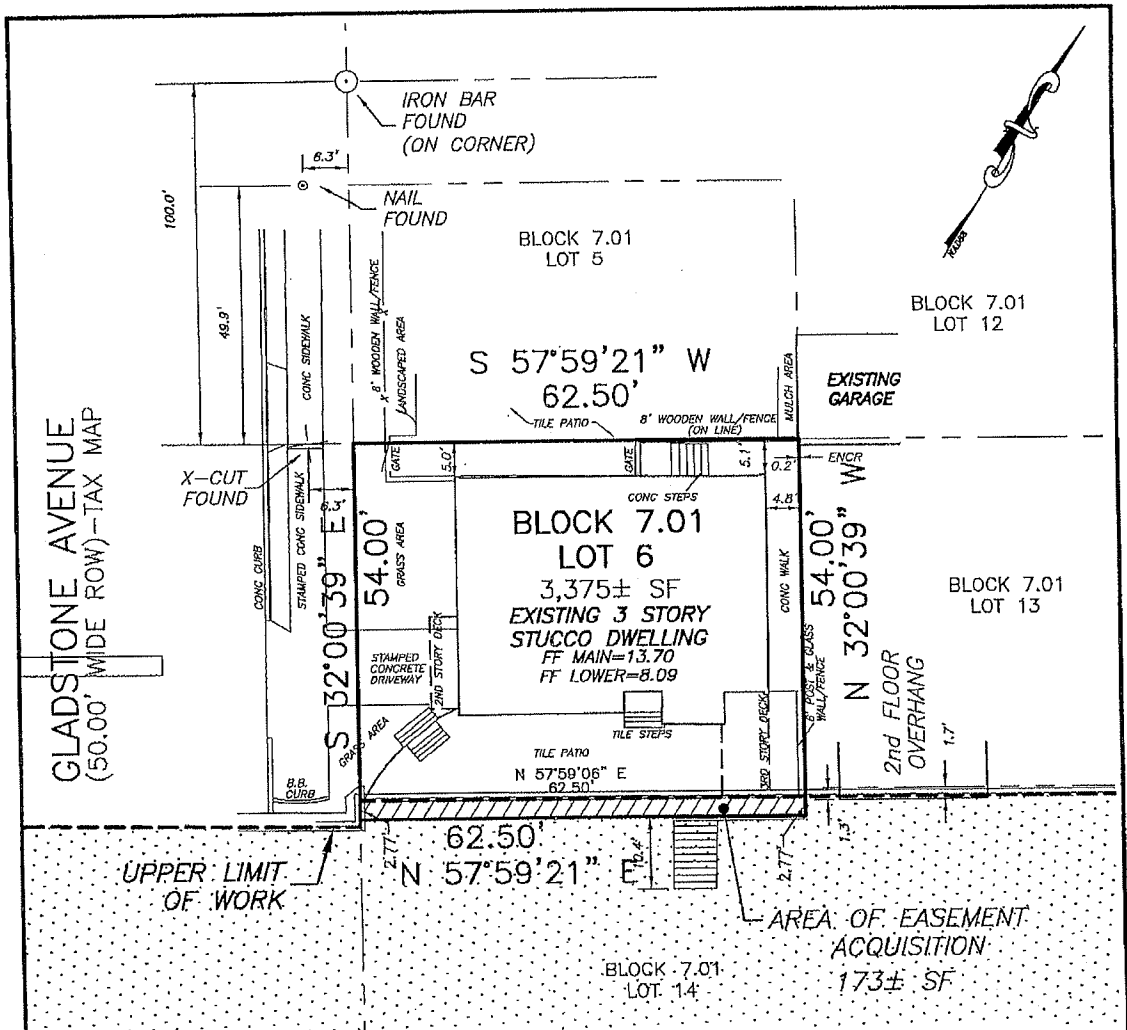 IRON BAR
FOUND
(ON CORNER)
6.3'
NAIL
FOUND
100.0'
49.9'
BLOCK 7.01
LOT 5
NAD83
BLOCK 7.01
LOT 12
CONC SIDEWALK
8' WOODEN WALL/FENCE
LANDSCAPED AREA
S 57°59'21" W
62.50'
TILE PATIO
8' WOODEN WALL/FENCE
(ON LINE)
MULCH AREA
EXISTING
GARAGE
GLADSTONE AVENUE
(50.00' WIDE ROW)-TAX MAP
X-CUT
FOUND
6.3'
GATE
5.0'
GATE
CONC STEPS
5.1'
0.2'
ENCR
4.8'
CONC CURB
STAMPED CONC SIDEWALK
S 32°00'39" E
54.00'
GRASS AREA
BLOCK 7.01
LOT 6
3,375± SF
EXISTING 3 STORY
STUCCO DWELLING
FF MAIN=13.70
FF LOWER=8.09
CONC WALK
54.00'
N 32°00'39" W
BLOCK 7.01
LOT 13
STAMPED
CONCRETE
DRIVEWAY
2ND STORY DECK
GRASS AREA
B.B.
CURB
TILE STEPS
TILE PATIO
N 57°59'06" E
62.50'
3RD STORY DECK
6' POST & GLASS
WALL/FENCE
2nd FLOOR
OVERHANG
1.7'
1.3'
UPPER LIMIT
OF WORK
2.77'
62.50'
N 57°59'21" E
10.4'
2.77'
AREA OF EASEMENT
ACQUISITION
173± SF
BLOCK 7.01
LOT 14